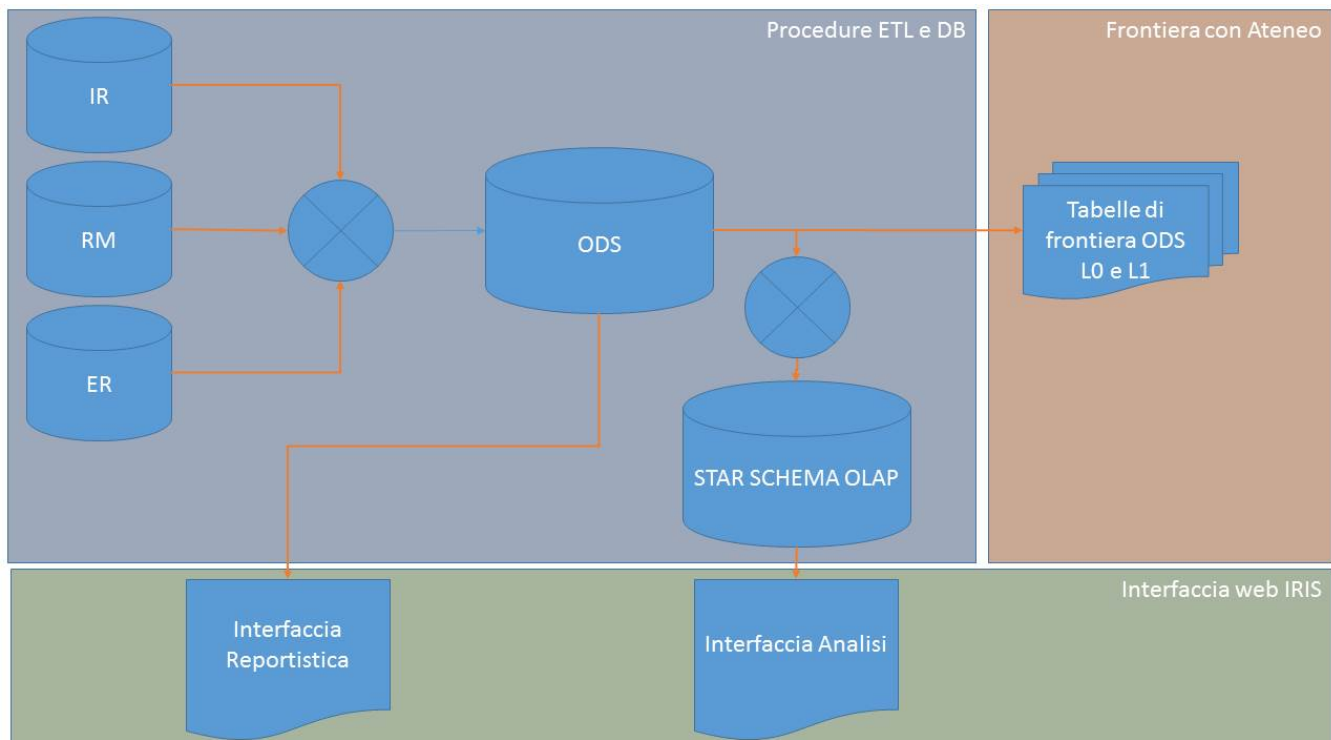 Procedure ETL e DB
Frontiera con Ateneo
IR
RM
ER
ODS
Tabelle di
frontiera ODS
L0 e L1
STAR SCHEMA OLAP
Interfaccia web IRIS
Interfaccia
Reportistica
Interfaccia Analisi